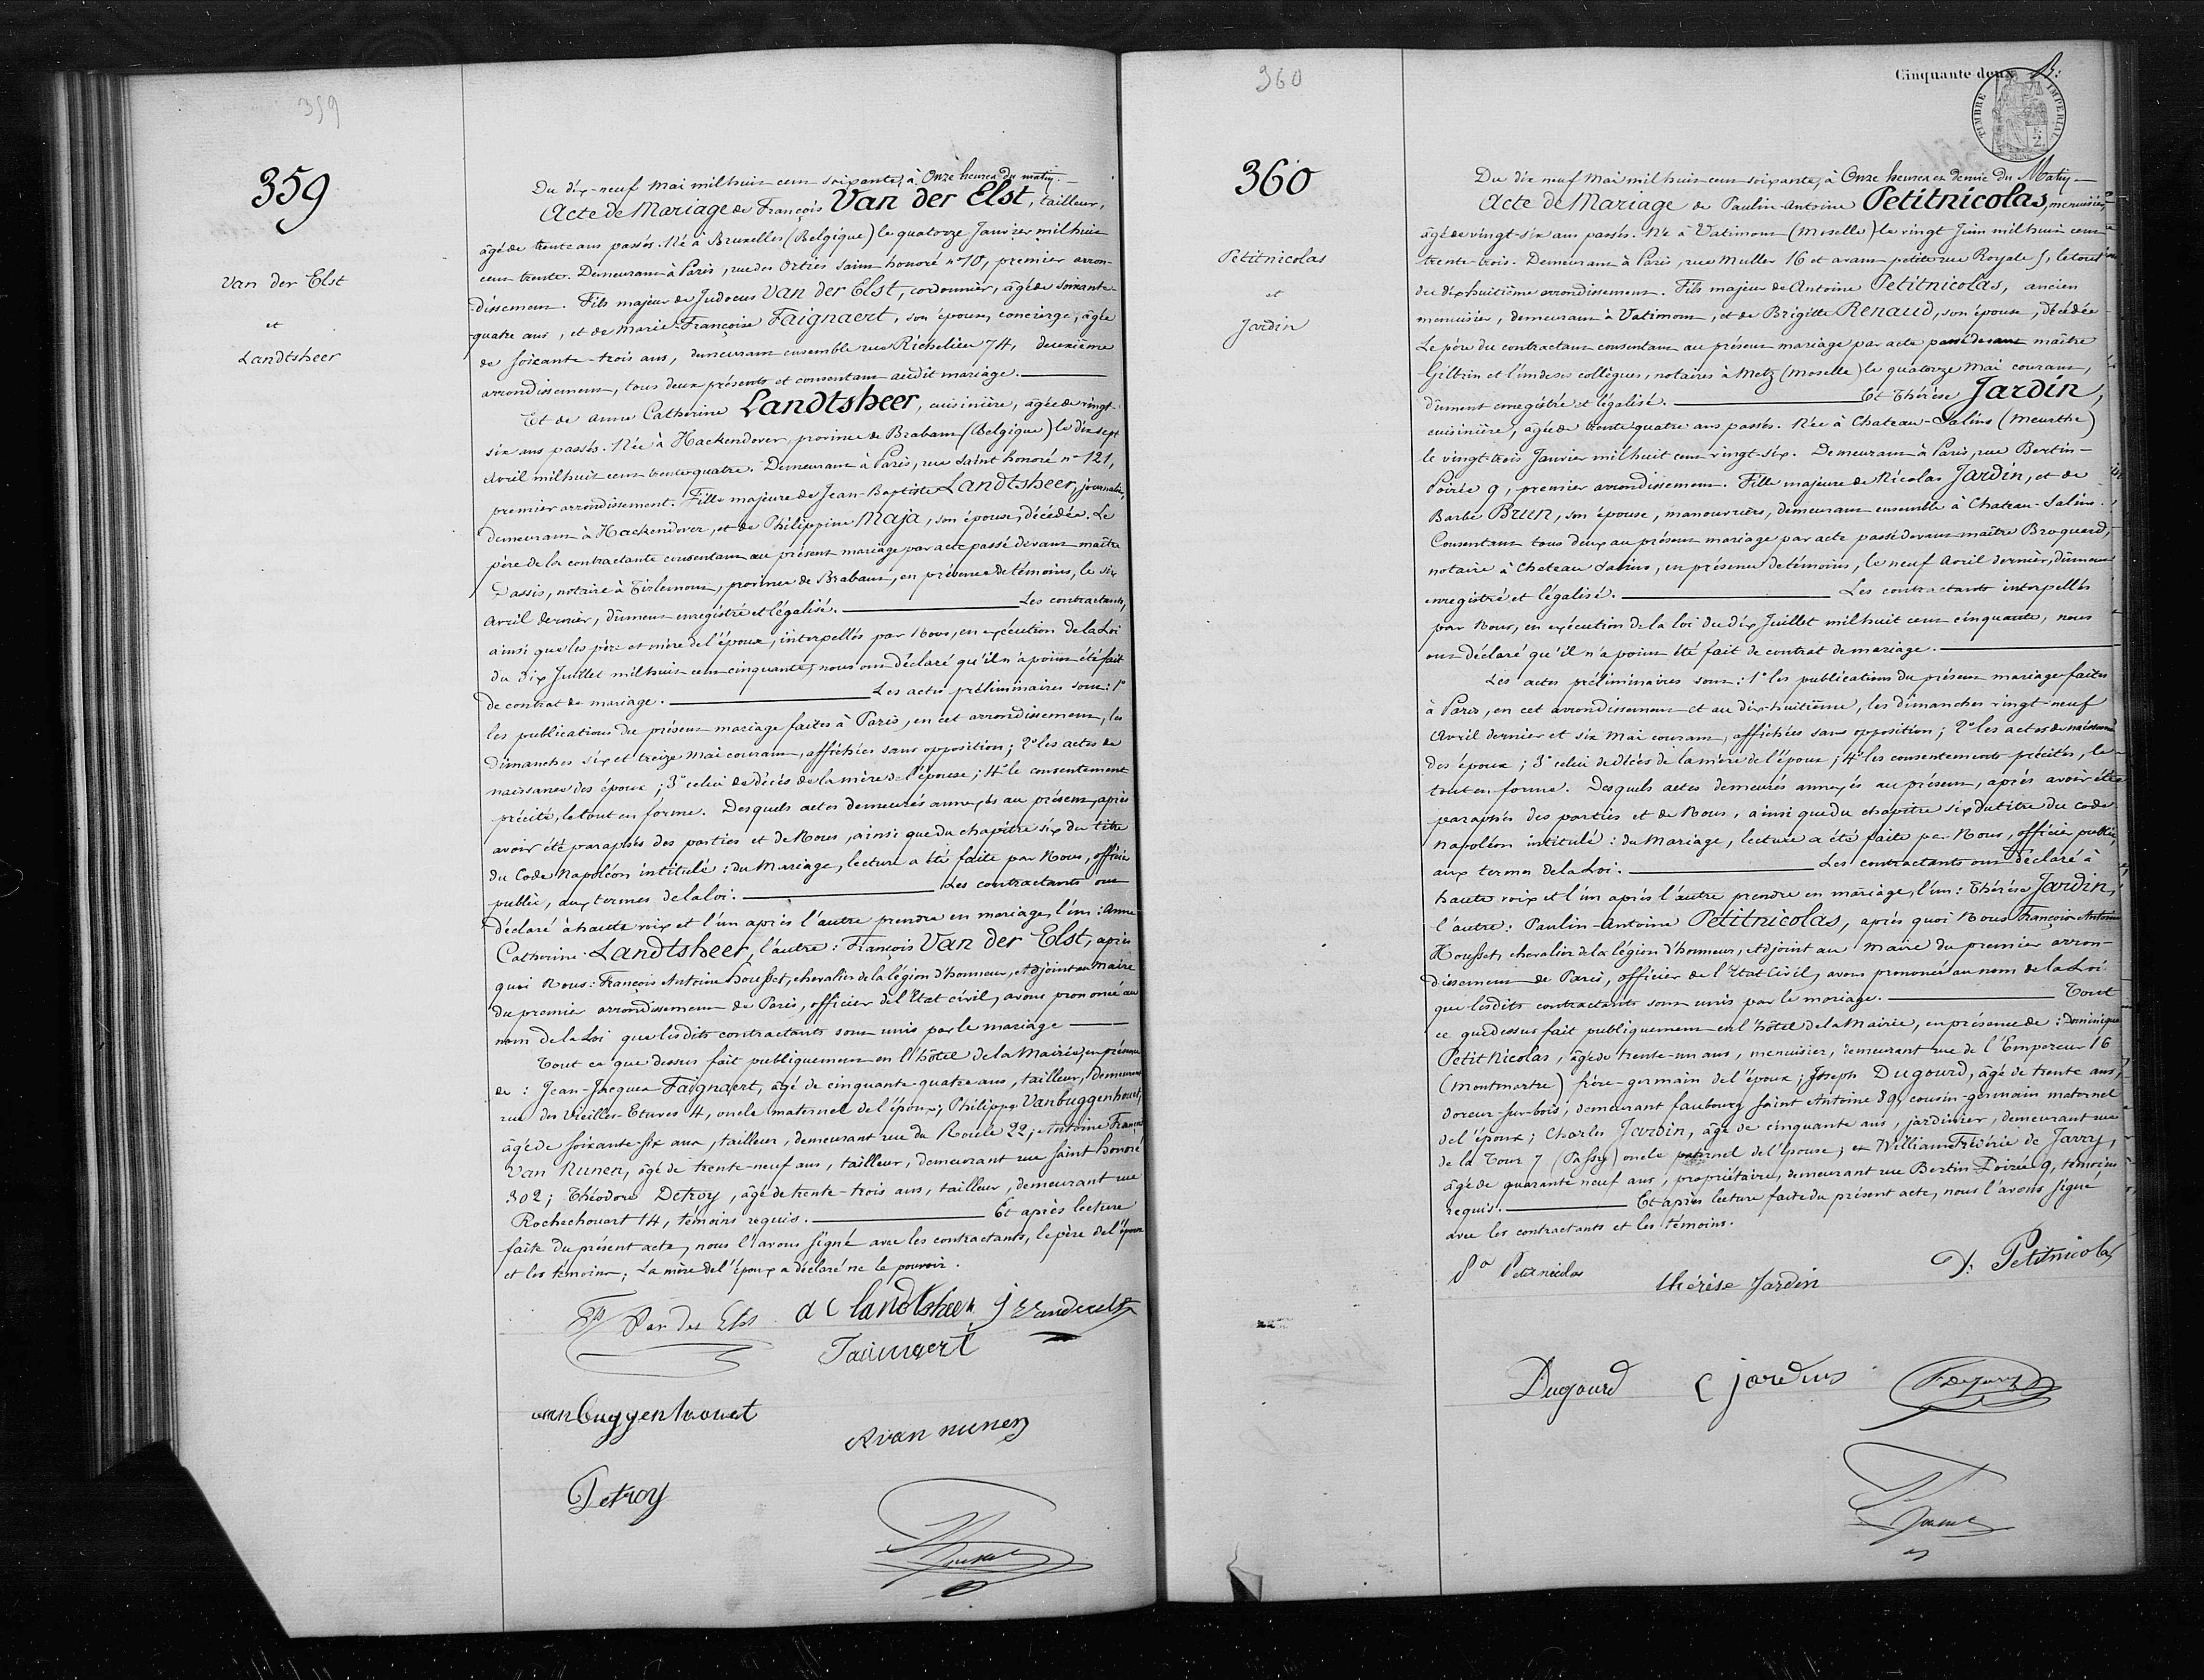 359
359
Van der Elst
et
Landtsheer
Du dix-neuf Mai mil huit cent soixante, à Onze heures du matin.
Acte de Mariage de François Van der Elst, tailleur,
âgé de trente ans passés. Né à Bruxelles (Belgique) le quatorze Janvier mil huit
cent trente. Demeurant à Paris, rue des Orties Saint honoré n° 10, premier arron-
-dissement. Fils majeur de Judocus Van der Elst, cordonnier, âgé de soixante-
quatre ans, et de Marie-Françoise Faignaert, son épouse, concierge, âgée
de soixante-trois ans, demeurant ensemble rue Richelieu 74, deuxième
arrondissement, tous deux présents et consentant audit mariage.
Et de Anne Catherine Landtsheer, cuisinière, âgée de vingt-
six ans passés. Née à Hackendover, province de Brabant (Belgique) le dix sept
Avril mil huit cent trente quatre. Demeurant à Paris, rue Saint honoré n° 121,
premier arrondissement. Fille majeure de Jean-Baptiste Landtsheer, journalier,
demeurant à Hackendover, et de Philippine Maja, son épouse, décédée. Le
père de la contractante consentant au présent mariage par acte passé devant maître
Dassis, notaire à Tirlemont, province de Brabant, en présence de témoins, le six
Avril dernier, dûment enregistré et légalisé. Les contractants,
ainsi que les père et mère de l'époux, interpellés par Nous, en exécution de la Loi
du dix Juillet mil huit cent cinquante, nous ont déclaré qu'il n'a point été fait
de contrat de mariage. Les actes préliminaires sont: 1°
les publications du présent mariage faites à Paris, en cet arrondissement, les
Dimanches six et treize Mai courant, affichées sans opposition; 2° les actes de
naissance des époux; 3° celui de décès de la mère de l'épouse; 4° le consentement
précité, le tout en forme. Desquels actes demeurés annexés au présent, après
avoir été paraphés des parties et de Nous, ainsi que du chapitre six du titre
du Code Napoléon intitulé: du Mariage, lecture a été faite par Nous, officier
public, aux termes de la loi. Les contractants ont
déclaré à haute voix et l'un après l'autre prendre en mariage, l'un: Anne
Catherine Landtsheer, l'autre: François Van der Elst, après
quoi Nous: François Antoine Housset, chevalier de la légion d'honneur, Adjoint au Maire
du premier arrondissement de Paris, officier de l'Etat civil, avons prononcé au
nom de la Loi que lesdits contractants sont unis par le mariage
Tout ce que dessus fait publiquement en l'hôtel de la Mairie, en présence
de: Jean-Jacques Faignaert, âgé de cinquante-quatre ans, tailleur, demeurant
rue des Vieilles-Etuves 4, oncle maternel de l'époux; Philippe Vanbuggenhout,
âgé de soixante-six ans, tailleur, demeurant rue du Roule 22; Antoine François
Van Nunen, âgé de trente-neuf ans, tailleur, demeurant rue Saint honoré
302; Théodore Detroy, âgé de trente-trois ans, tailleur, demeurant rue
Rochechouart 14, témoins requis. Et après lecture
faite du présent acte, nous l'avons signé avec les contractants, le père de l'époux
et les témoins; La mère de l'époux a déclaré ne le pouvoir.
Van der Elst A C landtsheer J Vanderelst
vanbuggenhout
A van nunen
Detroy
360
Cinquante deux
TIMBRE IMPERIAL
360
Petitnicolas
et
Jardin
Du dix neuf Mai mil huit cent soixante, à Onze heures et demie du Matin
Acte de Mariage de Paulin-Antoine Petitnicolas, menuisier,
âgé de vingt-six ans passés. Né à Vatimont (Moselle) le vingt Juin mil huit cent
trente-trois. Demeurant à Paris, rue Muller 16 et avant petite rue Royale 5, le tout
du dix huitième arrondissement. Fils majeur de Antoine Petitnicolas, ancien
menuisier, demeurant à Vatimont, et de Brigitte Renaud, son épouse, décédée
Le père du contractant consentant au présent mariage par acte passé devant maître
Gilbrin et l'un de ses collègues, notaires à Metz (Moselle) le quatorze Mai courant,
dûment enregistré et légalisé. Et Thérèse Jardin,
cuisinière, âgée de trente quatre ans passés. Née à Chateau-Salins (Meurthe)
le vingt-trois Janvier mil huit cent vingt-six. Demeurant à Paris, rue Bertin-
Poirée 9, premier arrondissement. Fille majeure de Nicolas Jardin, et de
Barbe Brun, son épouse, manouvriers, demeurant ensemble à Chateau-Salins.
Consentant tous deux au présent mariage par acte passé devant maître Broquard,
notaire à Chateau Salins, en présence de témoins, le neuf Avril dernier, dûment
enregistré et légalisé. Les contractants interpellés
par Nous, en exécution de la loi du dix Juillet mil huit cent cinquante, nous
ont déclaré qu'il n'a point été fait de contrat de mariage.
Les actes préliminaires sont: 1° les publications du présent mariage faites
à Paris, en cet arrondissement et au dix-huitième, les dimanches vingt-neuf
Avril dernier et six Mai courant, affichées sans opposition; 2° les actes de naissance
des époux; 3° celui de décès de la mère de l'époux; 4° les consentements précités, le
tout en forme. Desquels actes demeurés annexés au présent, après avoir été
paraphés des parties et de Nous, ainsi que du chapitre six du titre du Code
Napoléon intitulé: du Mariage, lecture a été faite par Nous, officier public,
aux termes de la Loi. Les contractants ont déclaré à
haute voix et l'un après l'autre prendre en mariage, l'un: Thérèse Jardin,
l'autre: Paulin-Antoine Petitnicolas, après quoi Nous François Antoine
Housset, chevalier de la légion d'honneur, Adjoint au Maire du premier arron-
dissement de Paris, officier de l'Etat Civil, avons prononcé au nom de la Loi
que lesdits contractants sont unis par le mariage. Tout
ce que dessus fait publiquement en l'hôtel de la Mairie, en présence de: Dominique
Petit Nicolas, âgé de trente-un ans, menuisier, demeurant rue de l'Empereur 16
(Montmartre) frère-germain de l'époux; Joseph Dugourd, âgé de trente ans,
doreur-sur-bois, demeurant faubourg Saint Antoine 89, cousin-germain maternel
de l'époux; Charles Jardin, âgé de cinquante ans, jardinier, demeurant rue
de la Tour 7 (Passy) oncle paternel de l'épouse; et William Frédéric de Jarry,
âgé de quarante neuf ans, propriétaire, demeurant rue Bertin Poirée 9, témoins
requis. Et après lecture faite du présent acte, nous l'avons signé
avec les contractants et les témoins.
Petitnicolas thérèse Jardin D. Petitnicolas
Dugourd C jardin